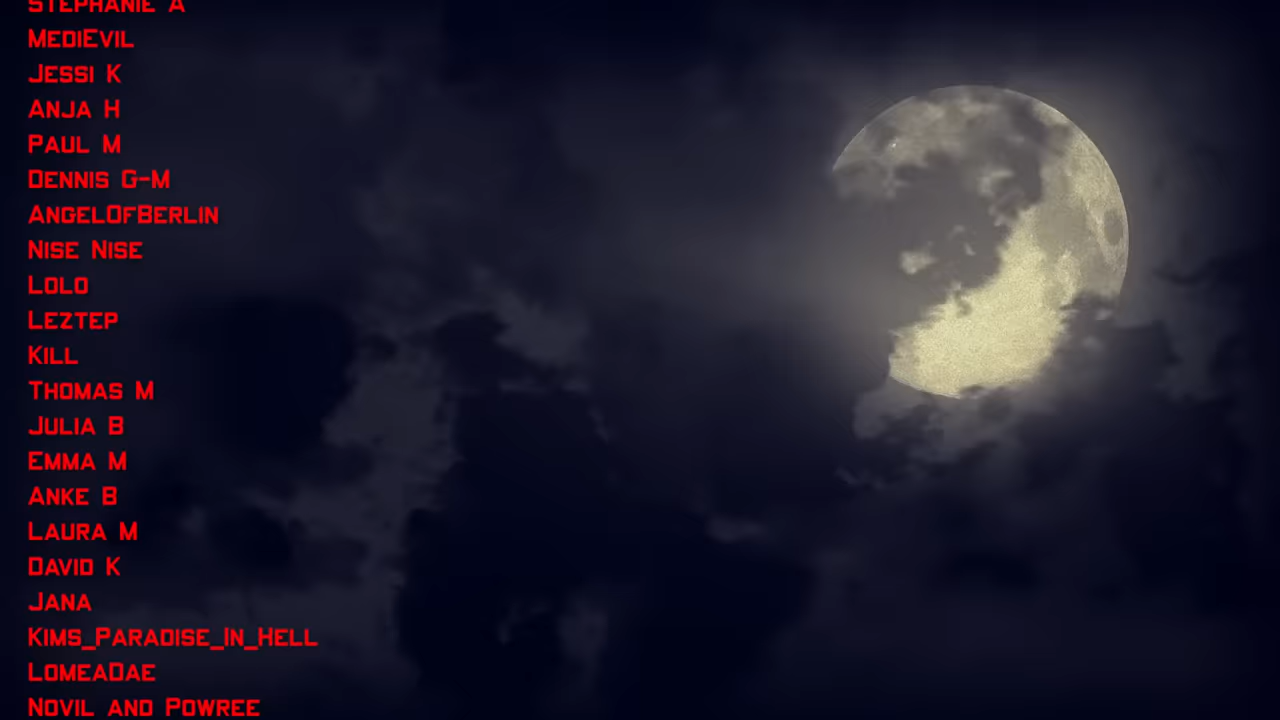 Stephanie A
MediEvil
Jessi K
Anja H
Paul M
Dennis G-M
AngelOfBerlin
Nise Nise
Lolo
Leztep
Kill
Thomas M
Julia B
Emma M
Anke B
Laura M
David K
Jana
Kims_Paradise_In_Hell
LomeaDae
Novil and Powree